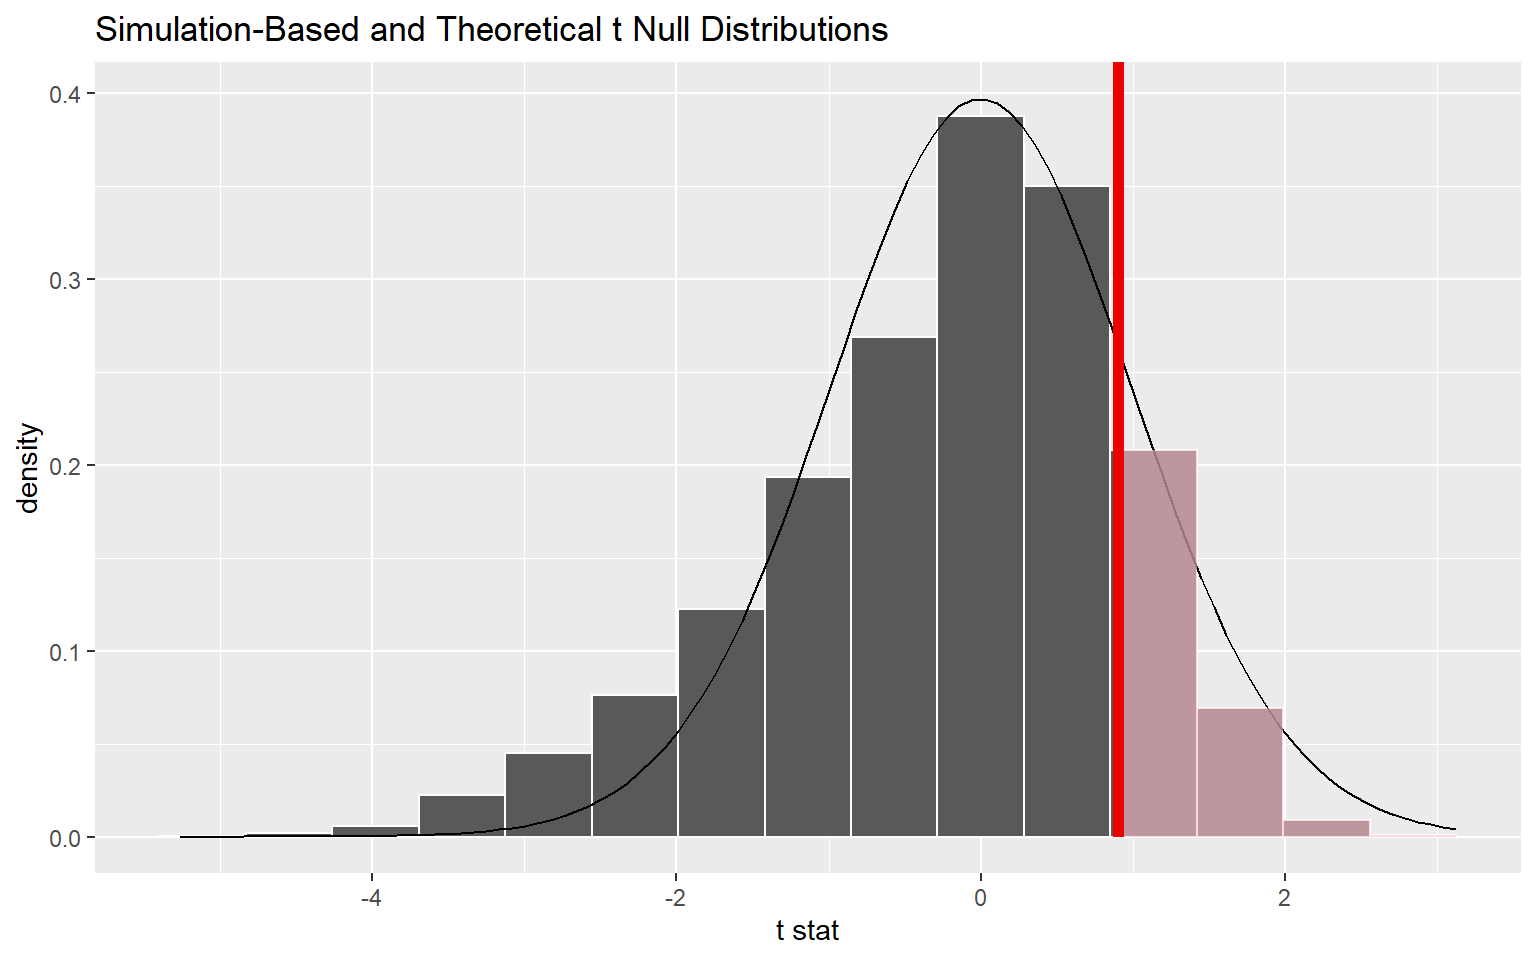 Simulation-Based and Theoretical t Null Distributions
0.4
0.3
0.2
0.1
0.0
density
-4 -2 0 2
t stat